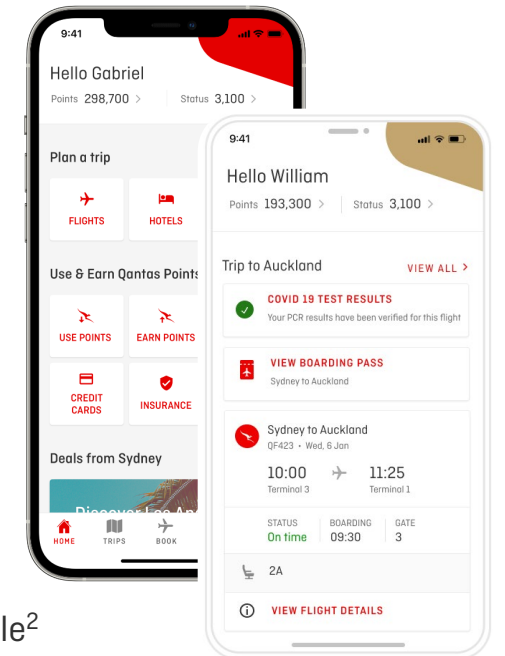 9:41
Hello Gabriel
Points 298,700 > Status 3,100 >
Plan a trip
FLIGHTS HOTELS
Use & Earn Qantas Points
USE POINTS EARN POINTS
CREDIT CARDS INSURANCE
Deals from Sydney
Discover Los
HOME TRIPS BOOK
9:41
Hello William
Points 193,300 > Status 3,100 >
Trip to Auckland VIEW ALL >
COVID 19 TEST RESULTS
Your PCR results have been verified for this flight
VIEW BOARDING PASS
Sydney to Auckland
Sydney to Auckland
QF423 • Wed, 6 Jan
10:00 11:25
Terminal 3 Terminal 1
STATUS BOARDING GATE
On time 09:30 3
2A
VIEW FLIGHT DETAILS
le²